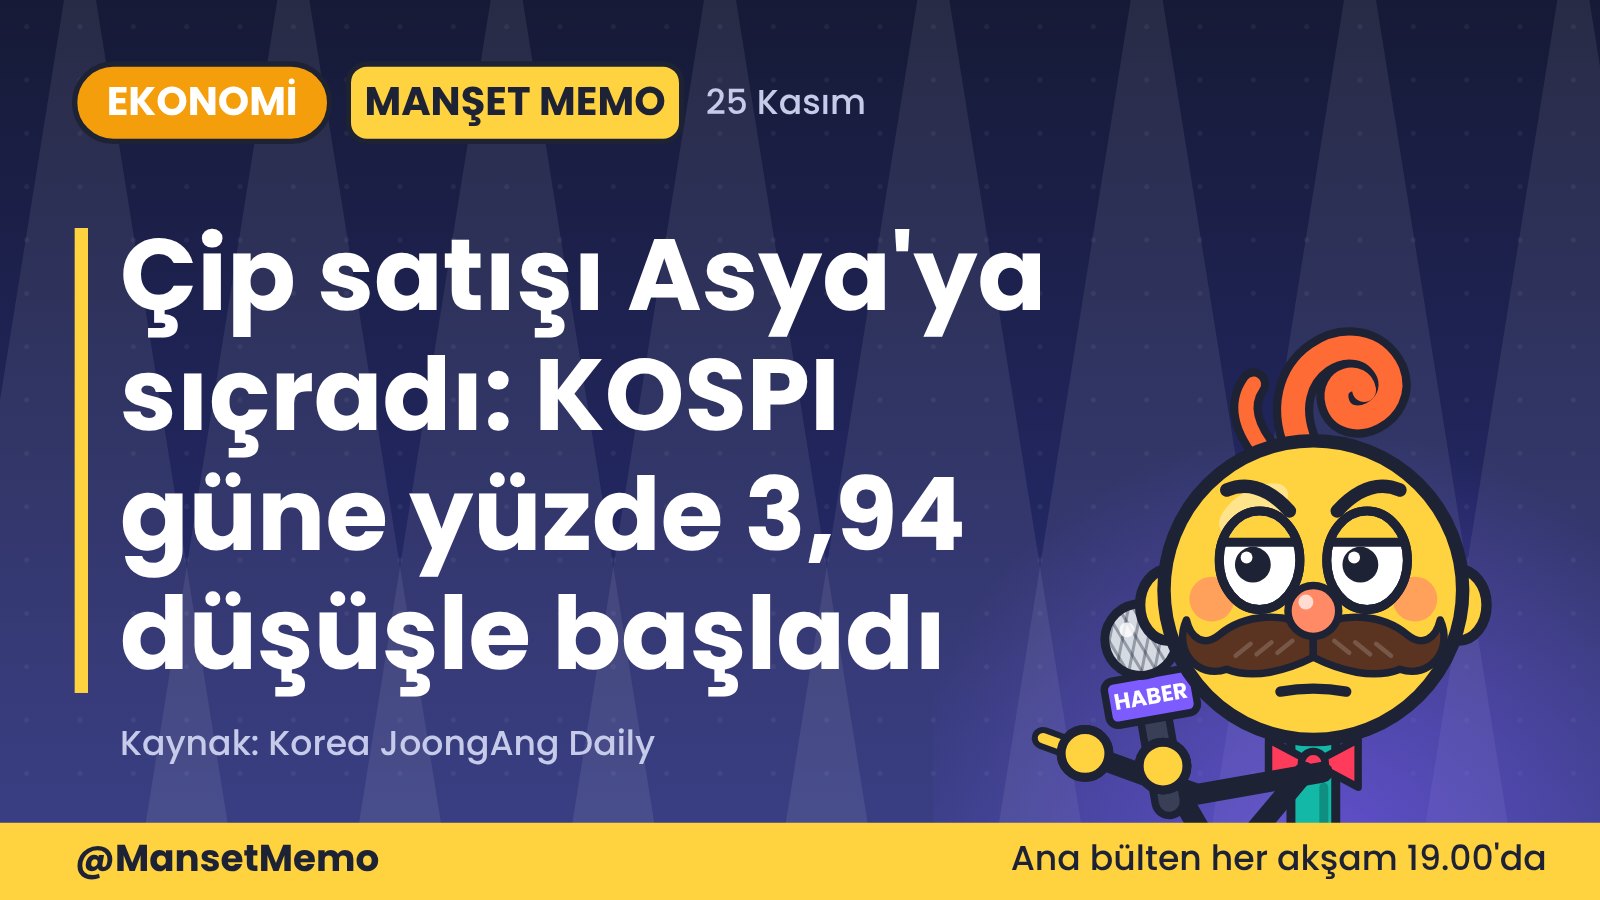 EKONOMİ MANŞET MEMO 25 Kasım
Çip satışı Asya'ya
sıçradı: KOSPI
güne yüzde 3,94
düşüşle başladı
Kaynak: Korea JoongAng Daily
HABER
@MansetMemo Ana bülten her akşam 19.00'da